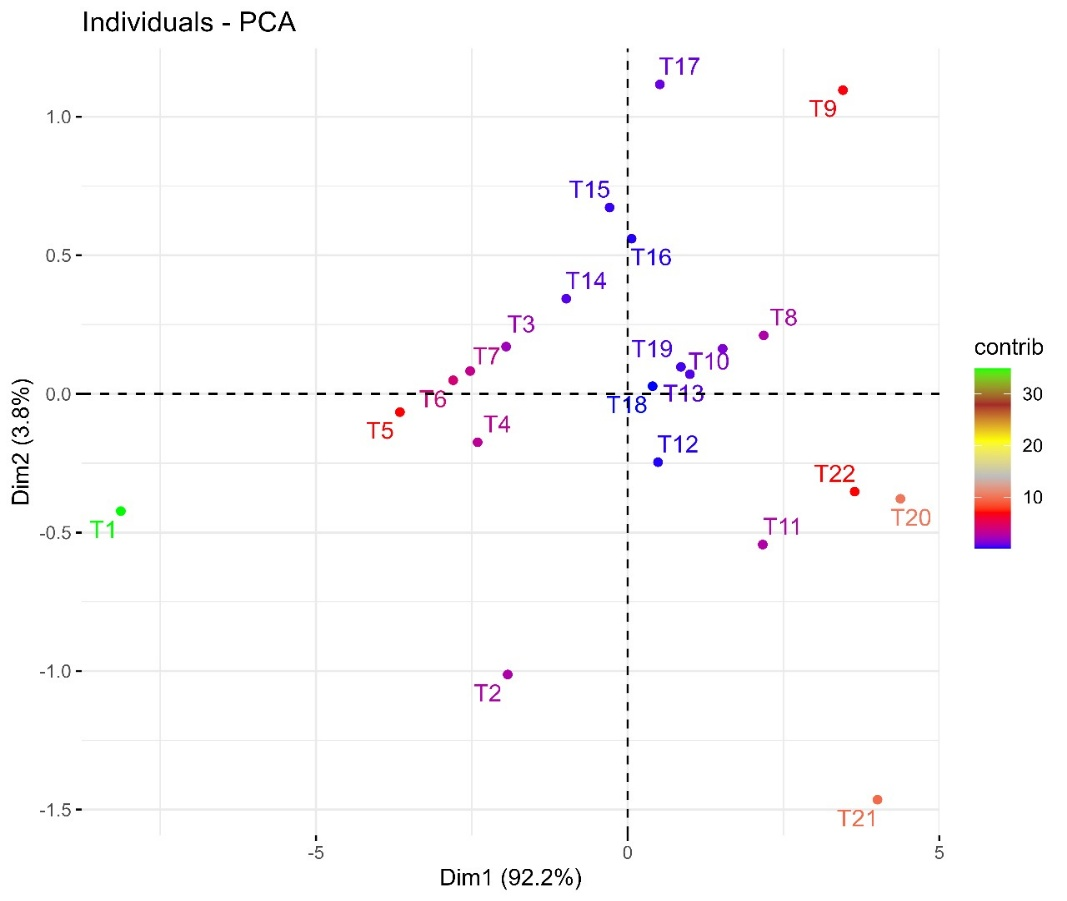 Individuals - PCA
T17
T9
1.0
T15
0.5
T16
T14
T3
T8
T7
T19
T10
contrib
0.0
T6
T18
T13
30
T5
T4
T12
20
T22
10
T1
T20
-0.5
T11
T2
-1.0
-1.5
T21
-5
0
5
Dim1 (92.2%)
Dim2 (3.8%)